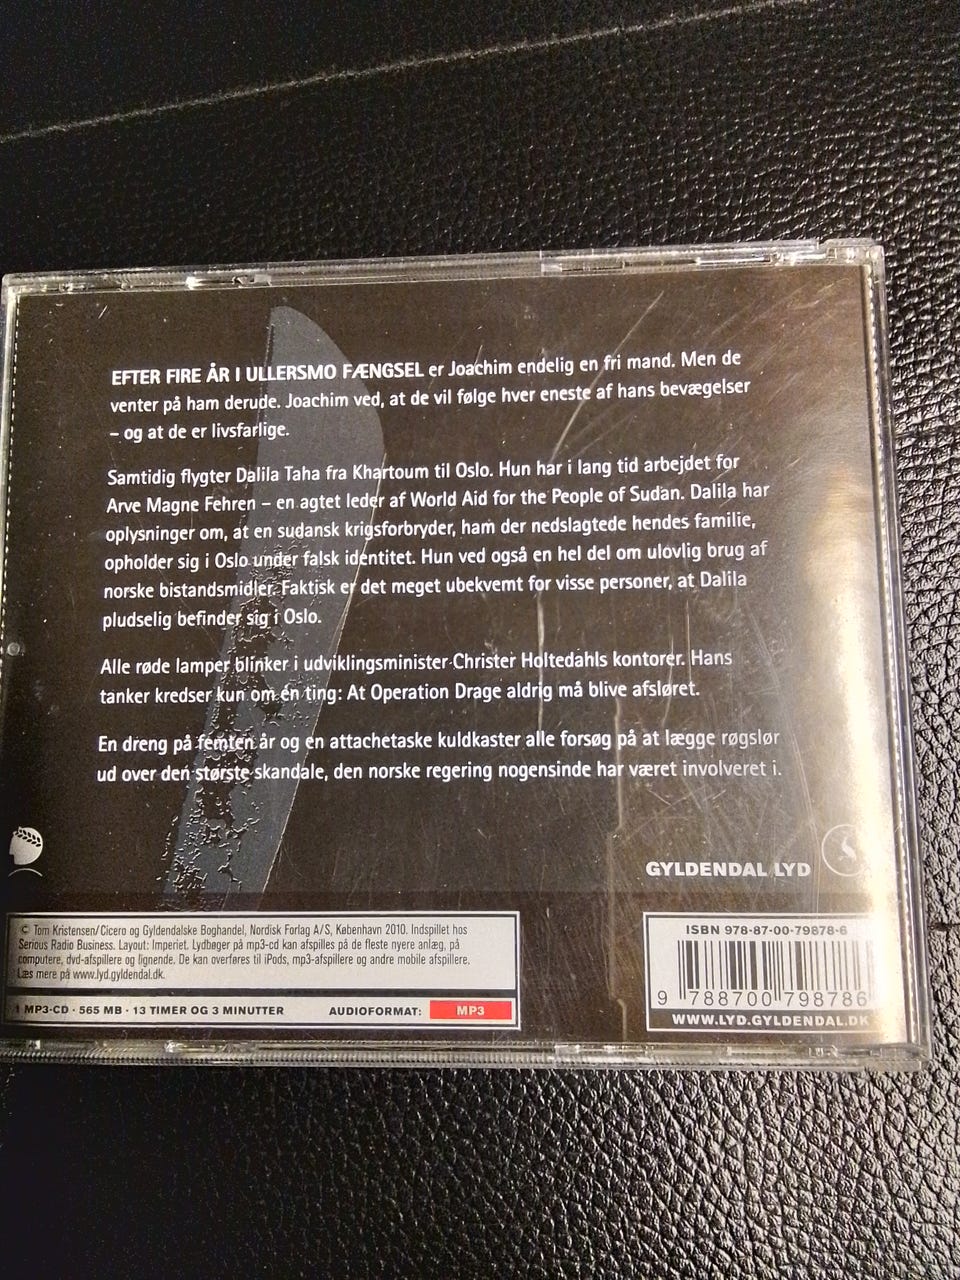 EFTER FIRE ÅR I ULLERSMO FÆNGSEL er Joachim endelig en fri mand. Men de
venter på ham derude. Joachim ved, at de vil følge hver eneste af hans bevægelser
– og at de er livsfarlige.
Samtidig flygter Dalila Taha fra Khartoum til Oslo. Hun har i lang tid arbejdet for
Arve Magne Fehren – en agtet leder af World Aid for the People of Sudan. Dalila har
oplysninger om, at en sudansk krigsforbryder, ham der nedslagtede hendes familie,
opholder sig i Oslo under falsk identitet. Hun ved også en hel del om ulovlig brug af
norske bistandsmidler. Faktisk er det meget ubekvemt for visse personer, at Dalila
pludselig befinder sig i Oslo.
Alle røde lamper blinker i udviklingsminister Christer Holtedahls kontorer. Hans
tanker kredser kun om én ting: At Operation Drage aldrig må blive afsløret.
En dreng på femten år og en attachetaske kuldkaster alle forsøg på at lægge røgslør
ud over den største skandale, den norske regering nogensinde har været involveret i.
GYLDENDAL LYD
© Tom Kristensen/Cicero og Gyldendalske Boghandel, Nordisk Forlag A/S, København 2010. Indspillet hos
Serious Radio Business. Layout: Imperiet. Lydbøger på mp3-cd kan afspilles på de fleste nyere anlæg, på
computere, dvd-afspillere og lignende. De kan overføres til iPods, mp3-afspillere og andre mobile afspillere.
Læs mere på www.lyd.gyldendal.dk.
1 MP3-CD · 565 MB · 13 TIMER OG 3 MINUTTER AUDIOFORMAT: MP3
ISBN 978-87-00-79878-6
9 788700 798786
WWW.LYD.GYLDENDAL.DK